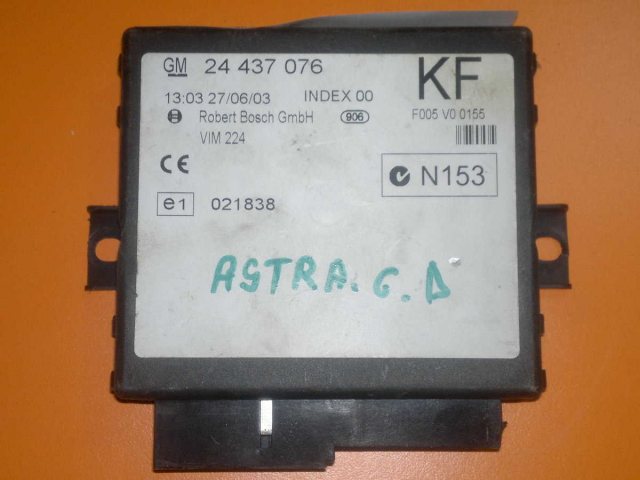 GM 24 437 076
KF
13:03 27/06/03 INDEX 00
F005 V0 0155
Robert Bosch GmbH 906
VIM 224
CE
N153
e1 021838
ASTRA. G. D